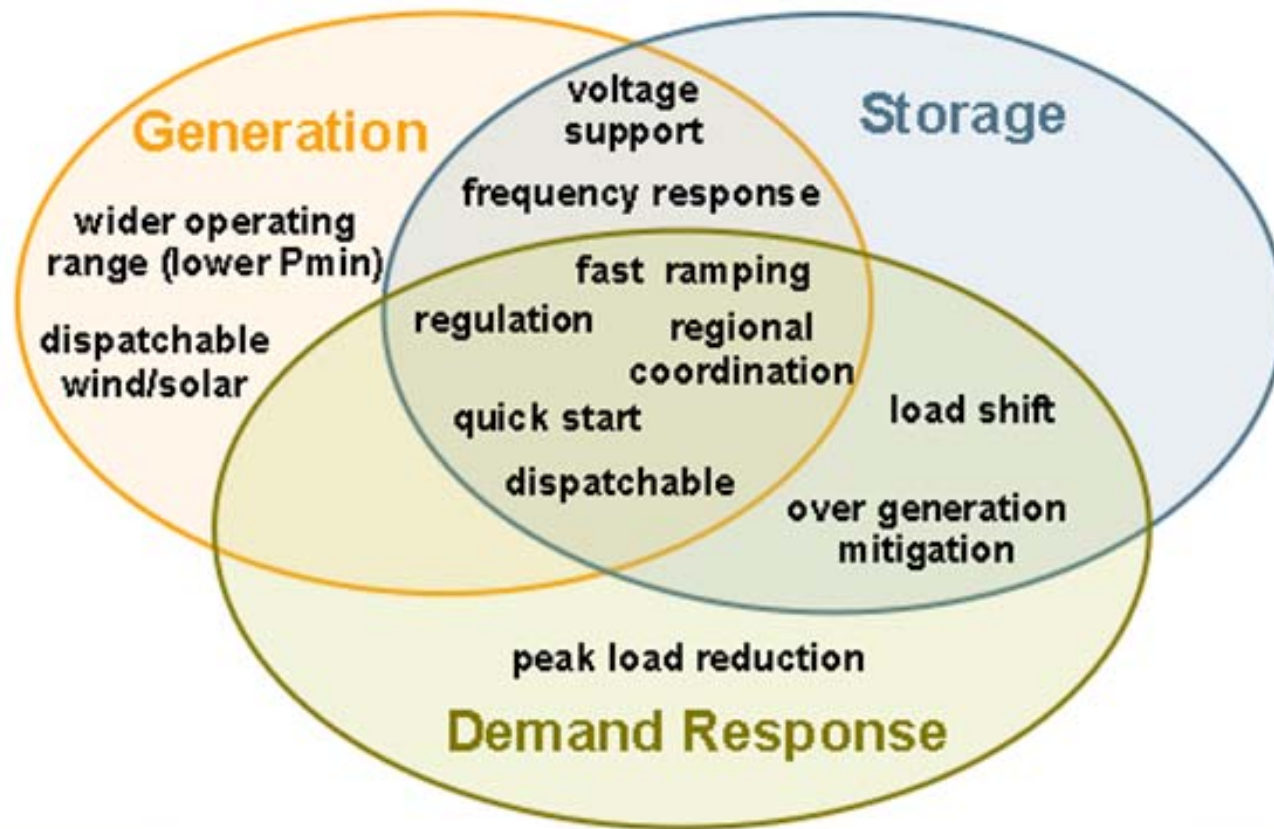 Generation
voltage
support
Storage
frequency response
wider operating
range (lower Pmin)
fast ramping
regulation
regional
coordination
dispatchable
wind/solar
quick start
load shift
dispatchable
over generation
mitigation
peak load reduction
Demand Response